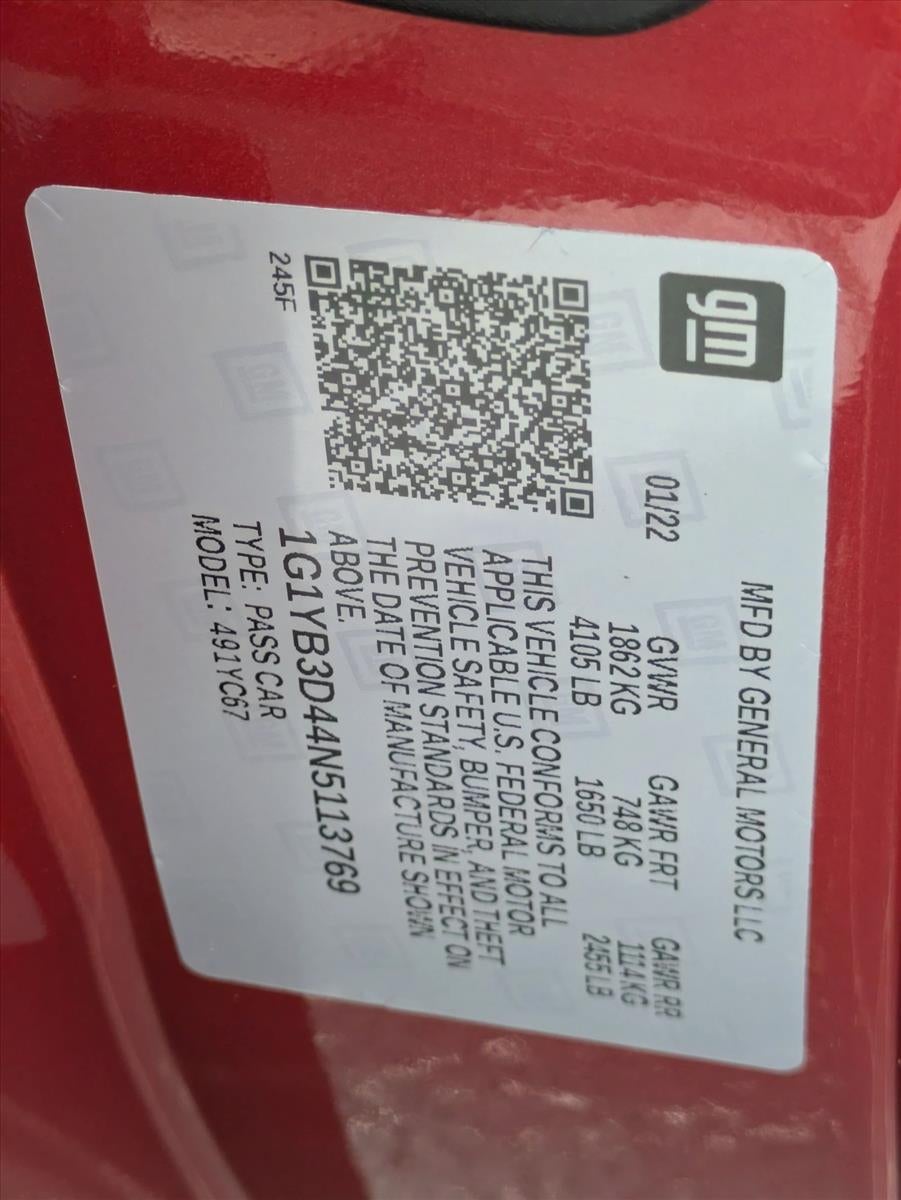 gm
MFD BY GENERAL MOTORS LLC
01/22
GVWR GAWR FRT GAWR RR
1862 KG 748 KG 1114 KG
4105 LB 1650 LB 2455 LB
THIS VEHICLE CONFORMS TO ALL
APPLICABLE U.S. FEDERAL MOTOR
VEHICLE SAFETY, BUMPER, AND THEFT
PREVENTION STANDARDS IN EFFECT ON
THE DATE OF MANUFACTURE SHOWN
ABOVE.
1G1YB3D44N5113769
TYPE: PASS CAR
MODEL: 491YC67
245F